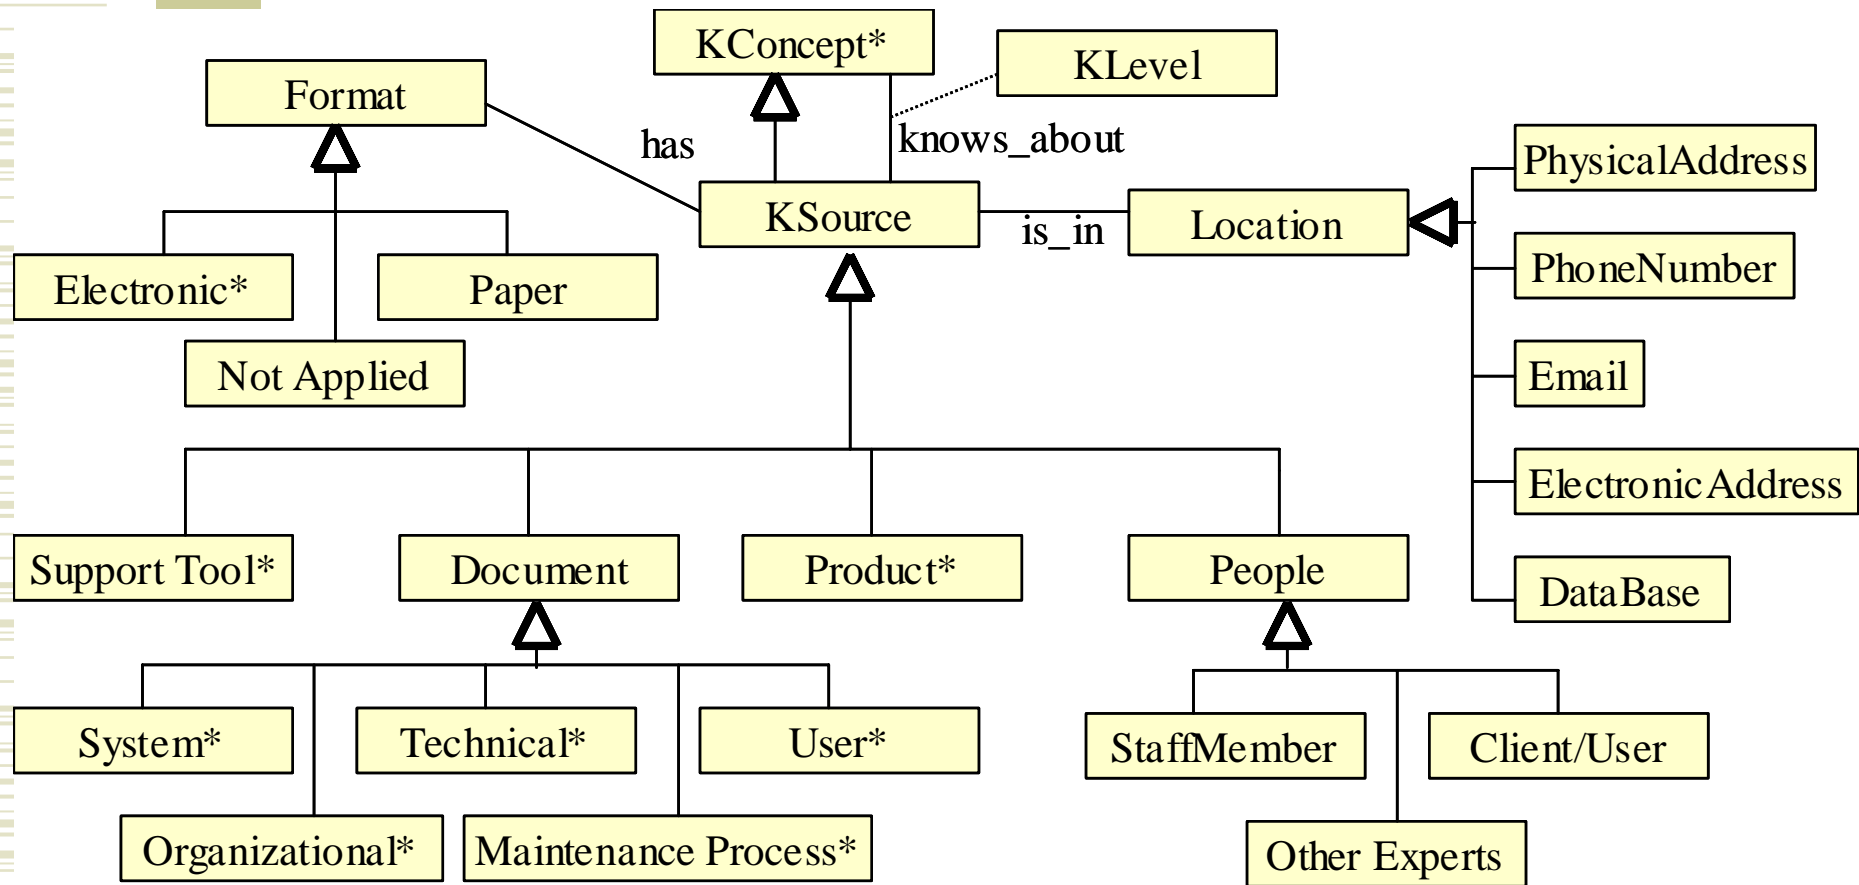 KConcept*
KLevel
Format
has
knows_about
PhysicalAddress
KSource
is_in
Location
PhoneNumber
Electronic*
Paper
Not Applied
Email
ElectronicAddress
Support Tool*
Document
Product*
People
DataBase
System*
Technical*
User*
StaffMember
Client/User
Organizational*
Maintenance Process*
Other Experts